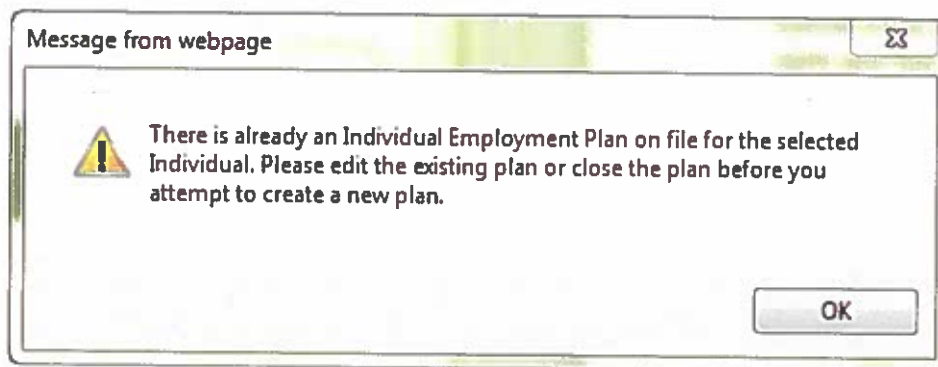 Message from webpage
There is already an Individual Employment Plan on file for the selected
Individual. Please edit the existing plan or close the plan before you
attempt to create a new plan.
OK